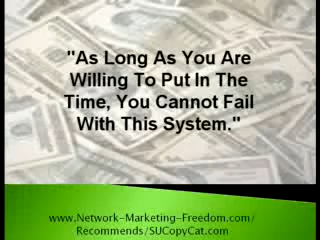 "As Long As You Are
Willing To Put In The
Time, You Cannot Fail
With This System."
www.Network-Marketing-Freedom.com/
Recommends/SUCopyCat.com